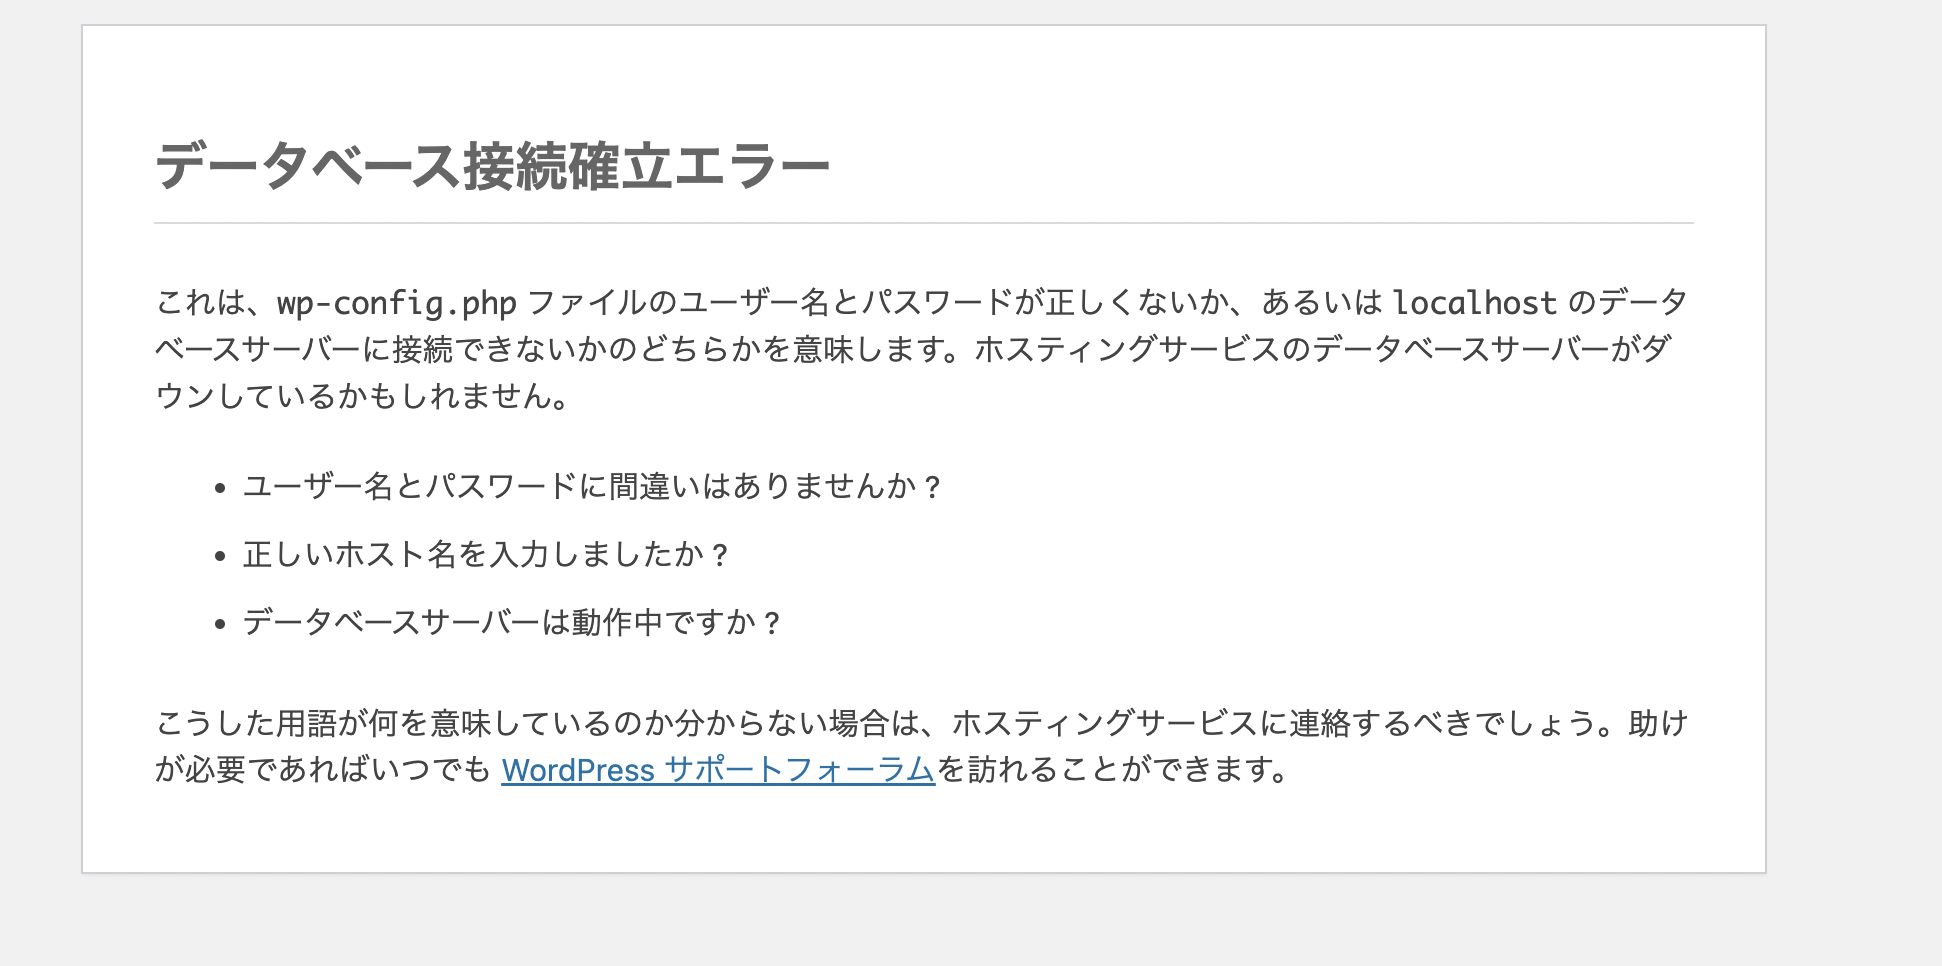 データベース接続確立エラー
これは、wp-config.php ファイルのユーザー名とパスワードが正しくないか、あるいは localhost のデータ
ベースサーバーに接続できないかのどちらかを意味します。ホスティングサービスのデータベースサーバーがダ
ウンしているかもしれません。
• ユーザー名とパスワードに間違いはありませんか ?
• 正しいホスト名を入力しましたか ?
• データベースサーバーは動作中ですか ?
こうした用語が何を意味しているのか分からない場合は、ホスティングサービスに連絡するべきでしょう。助け
が必要であればいつでも WordPress サポートフォーラムを訪れることができます。